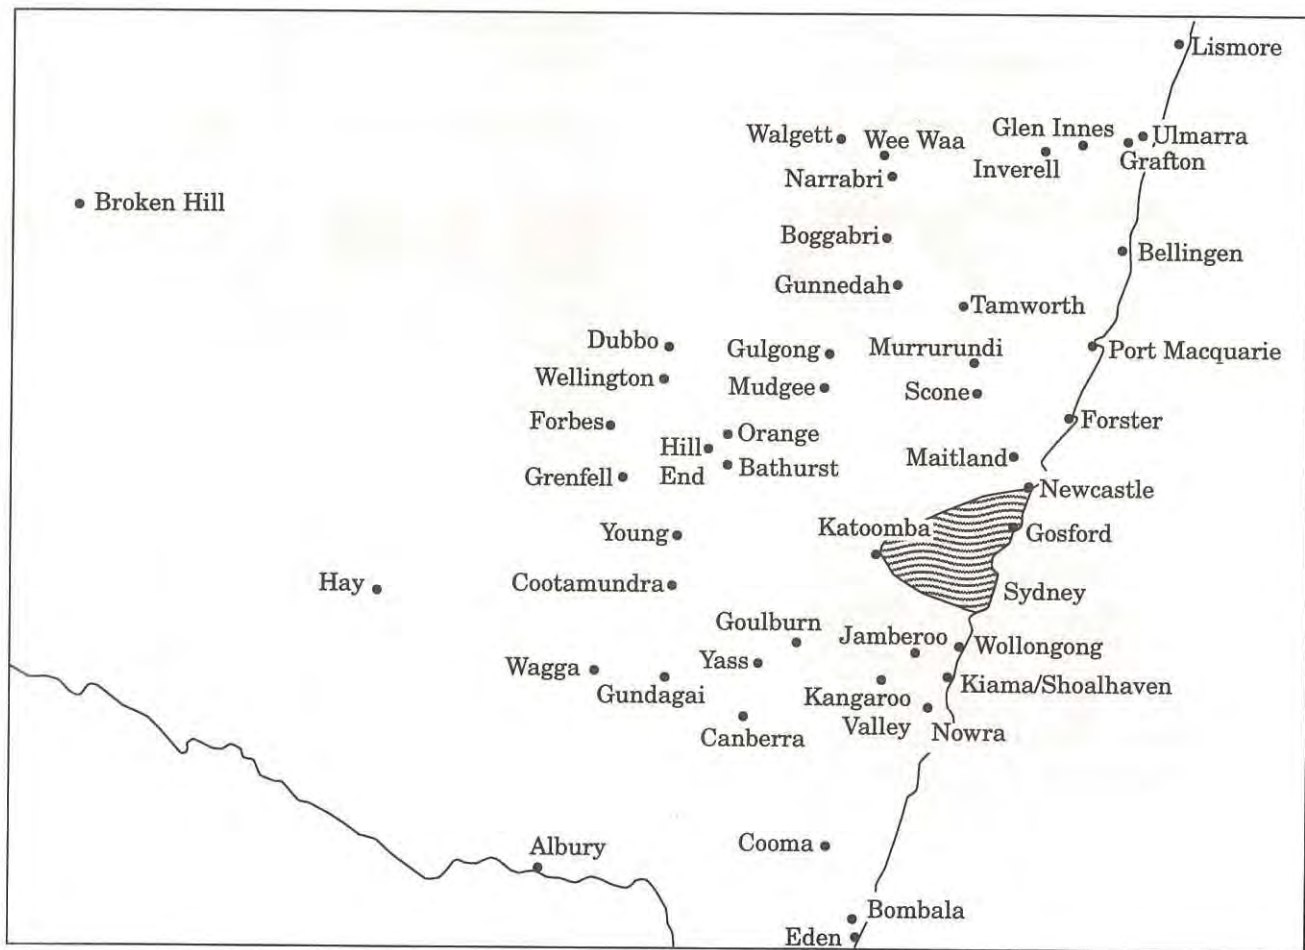 Lismore
Walgett
Wee Waa
Glen Innes
Ulmarra
Inverell
Grafton
Narrabri
Broken Hill
Boggabri
Bellingen
Gunnedah
Tamworth
Dubbo
Gulgong
Murrurundi
Port Macquarie
Wellington
Mudgee
Scone
Forbes
Orange
Forster
Hill
End
Bathurst
Maitland
Grenfell
Newcastle
Young
Katoomba
Gosford
Hay
Cootamundra
Sydney
Goulburn
Jamberoo
Wollongong
Wagga
Yass
Gundagai
Kangaroo
Valley
Kiama/Shoalhaven
Canberra
Nowra
Albury
Cooma
Bombala
Eden